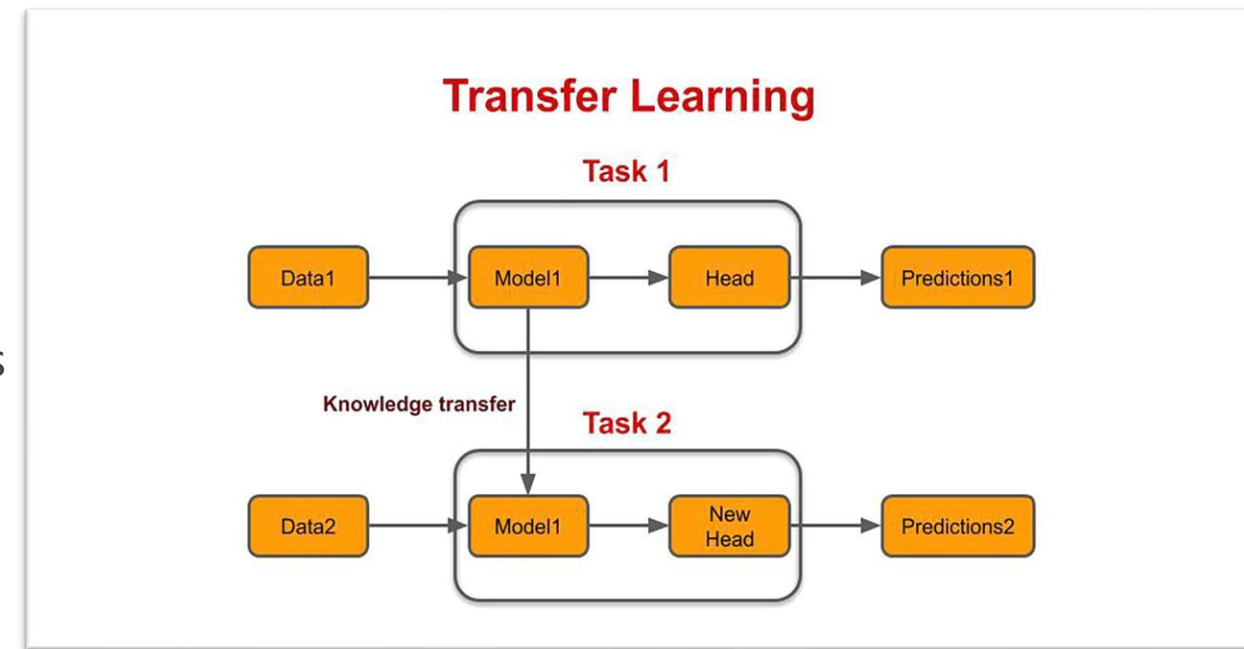 Transfer Learning
Task 1
Data1
Model1
Head
Predictions1
s
Knowledge transfer
Task 2
Data2
Model1
New
Head
Predictions2